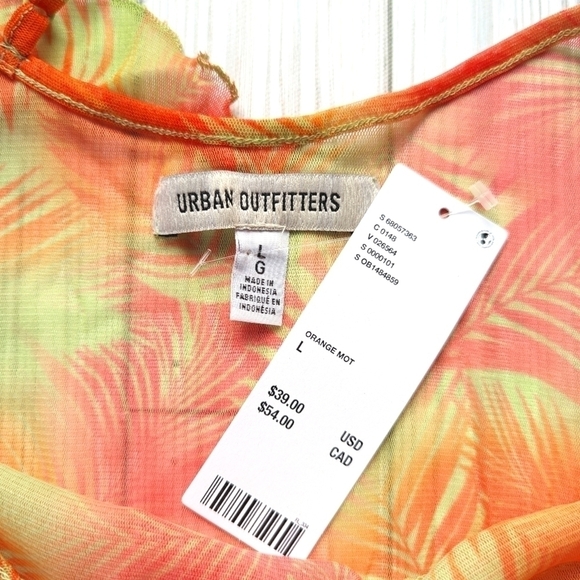 URBAN OUTFITTERS
L
G
MADE IN
INDONESIA
FABRIQUÉ EN
INDONÉSIA
S 68057363
C 0148
V 026564
S 0000101
S OB1484859
ORANGE MOT
L
$39.00 USD
$54.00 CAD
L